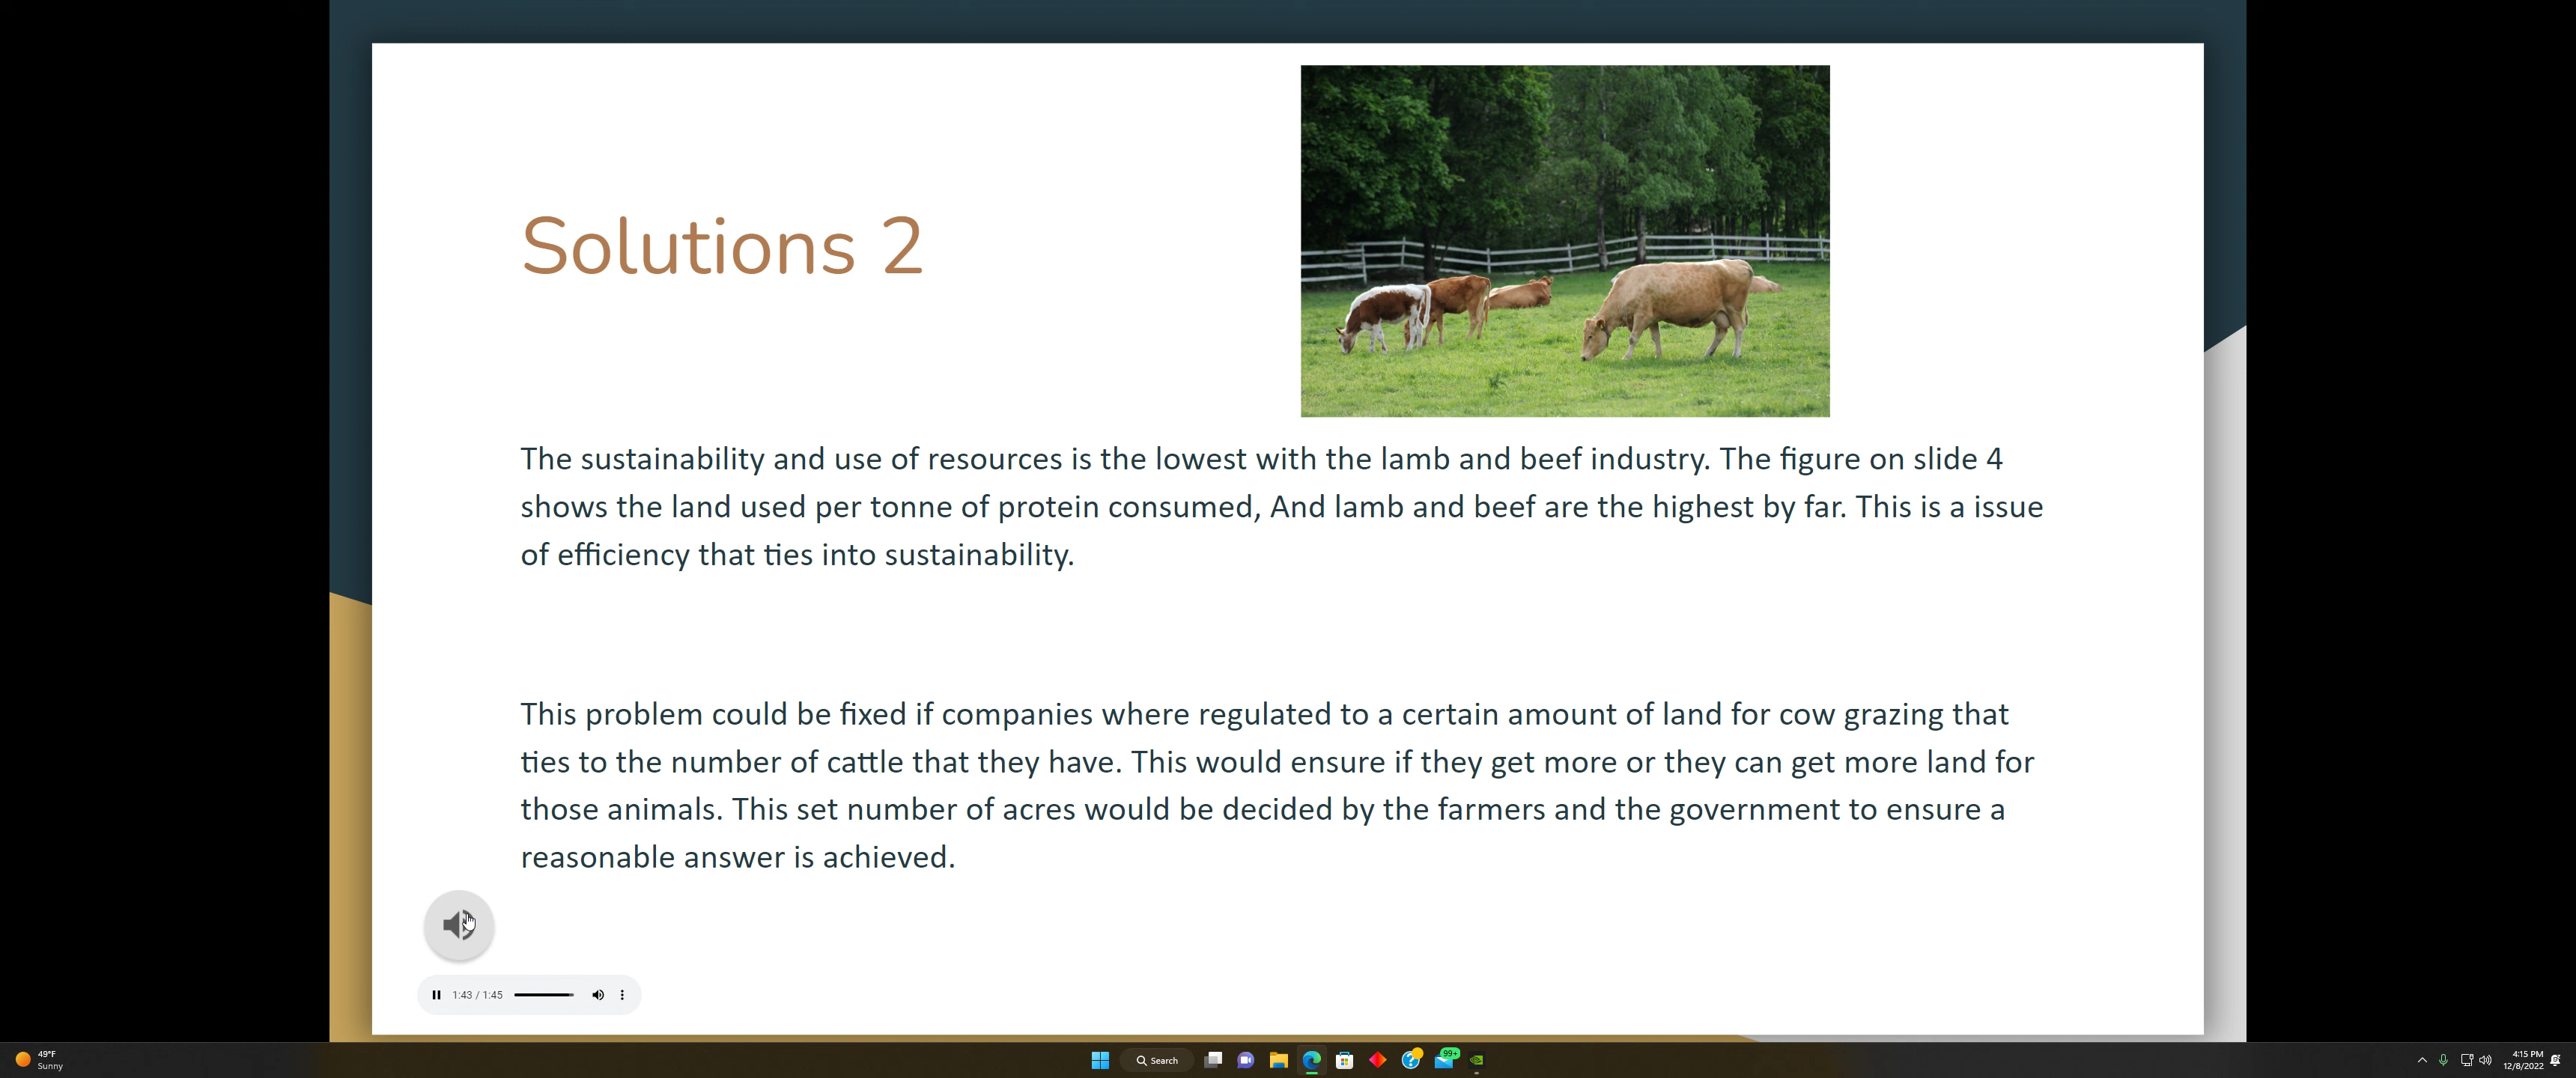 Solutions 2
The sustainability and use of resources is the lowest with the lamb and beef industry. The figure on slide 4
shows the land used per tonne of protein consumed, And lamb and beef are the highest by far. This is a issue
of efficiency that ties into sustainability.
This problem could be fixed if companies where regulated to a certain amount of land for cow grazing that
ties to the number of cattle that they have. This would ensure if they get more or they can get more land for
those animals. This set number of acres would be decided by the farmers and the government to ensure a
reasonable answer is achieved.
1:43 / 1:45
49°F
Sunny
Search
99+
4:15 PM
12/8/2022